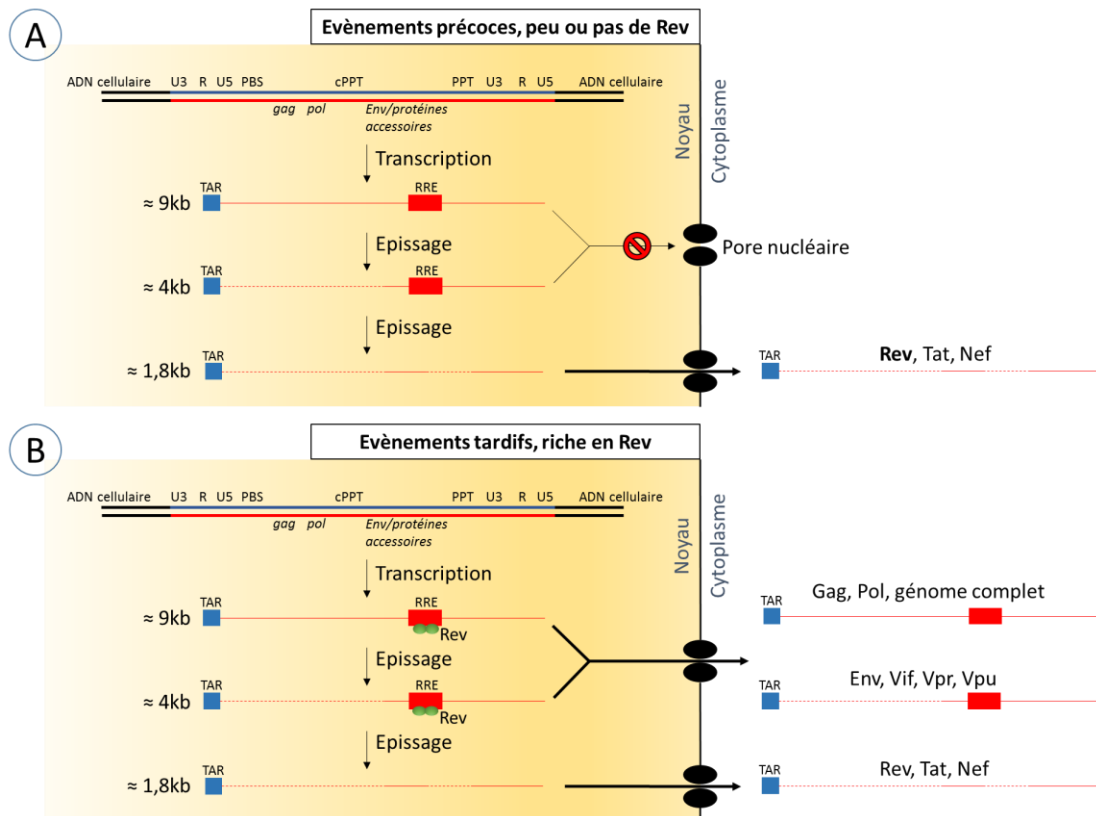 A
Evènements précoces, peu ou pas de Rev
ADN cellulaire U3 R U5 PBS cPPT PPT U3 R U5 ADN cellulaire
gag pol Env/protéines
accessoires
Noyau
Cytoplasme
Transcription
TAR RRE
≈ 9kb
Epissage
Pore nucléaire
TAR RRE
≈ 4kb
Epissage
TAR
≈ 1,8kb
TAR
Rev, Tat, Nef
B
Evènements tardifs, riche en Rev
ADN cellulaire U3 R U5 PBS cPPT PPT U3 R U5 ADN cellulaire
gag pol Env/protéines
accessoires
Noyau
Cytoplasme
Transcription
TAR RRE
≈ 9kb
Rev
TAR
Gag, Pol, génome complet
Epissage
TAR RRE
≈ 4kb
Rev
TAR
Env, Vif, Vpr, Vpu
Epissage
TAR
≈ 1,8kb
TAR
Rev, Tat, Nef